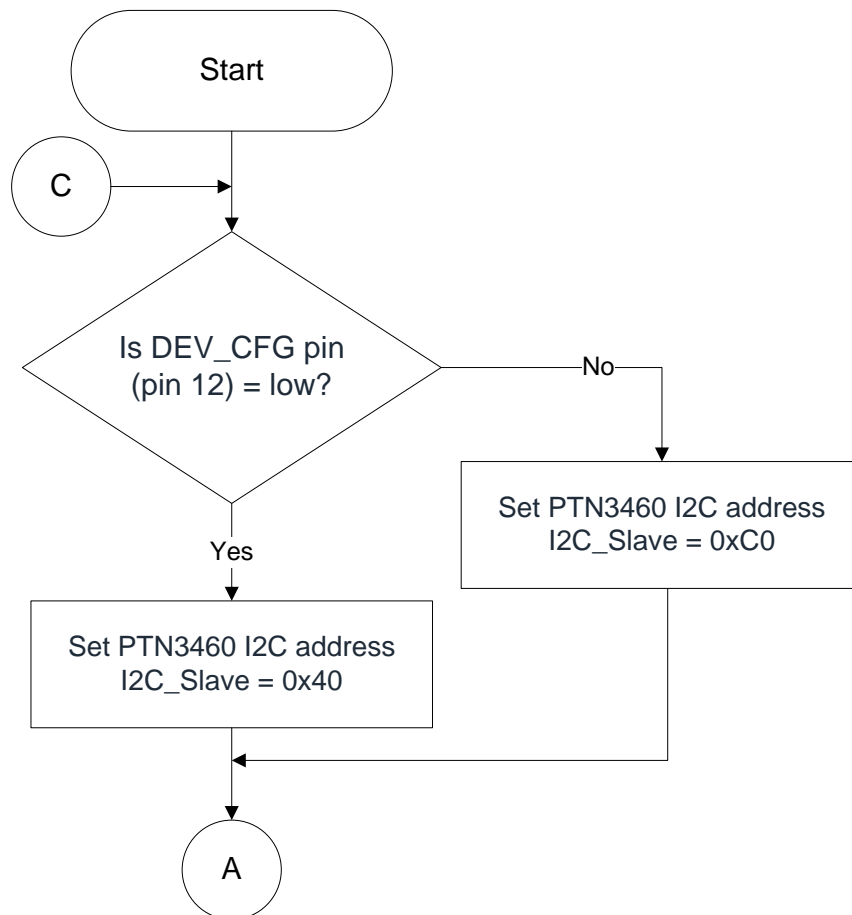 Start
C
Is DEV_CFG pin
(pin 12) = low?
No
Set PTN3460 I2C address
I2C_Slave = 0xC0
Yes
Set PTN3460 I2C address
I2C_Slave = 0x40
A